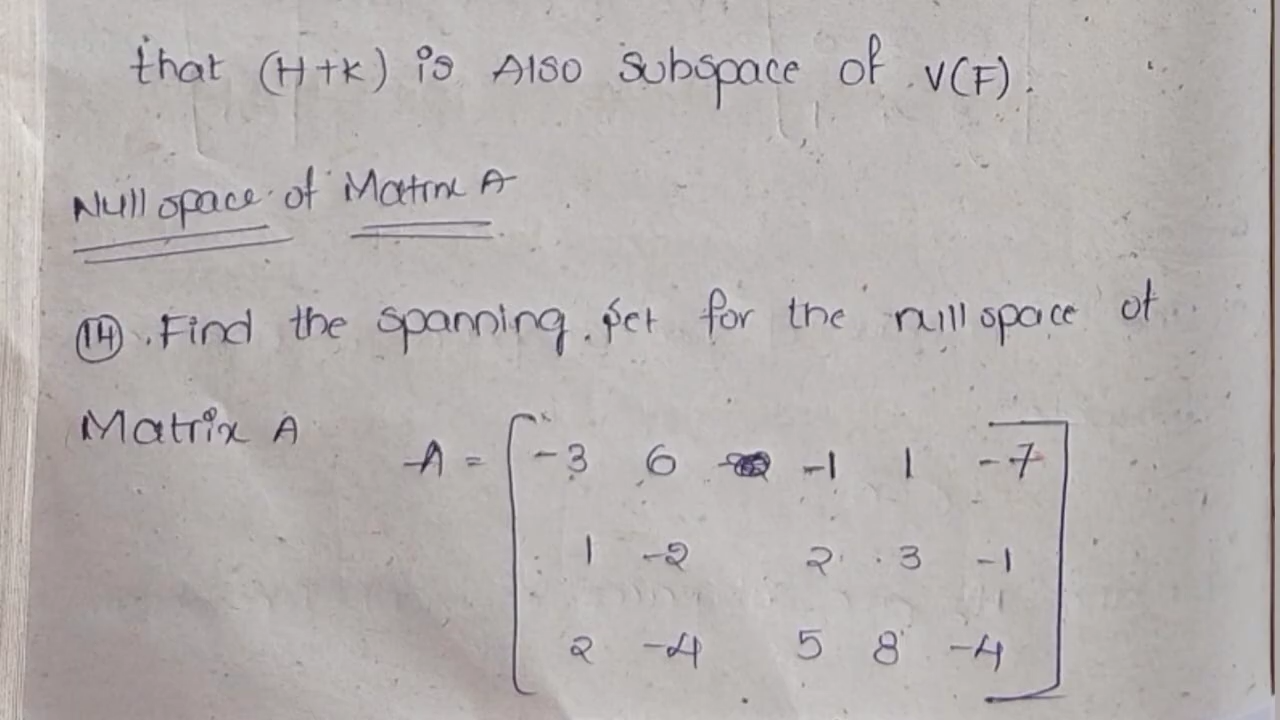 that (H+K) is Also subspace of V(F).
Null space of Matrix A
14. Find the spanning set for the null space of
Matrix A
A = [ -3 6 -1 1 -7
1 -2 2 3 -1
2 -4 5 8 -4 ]